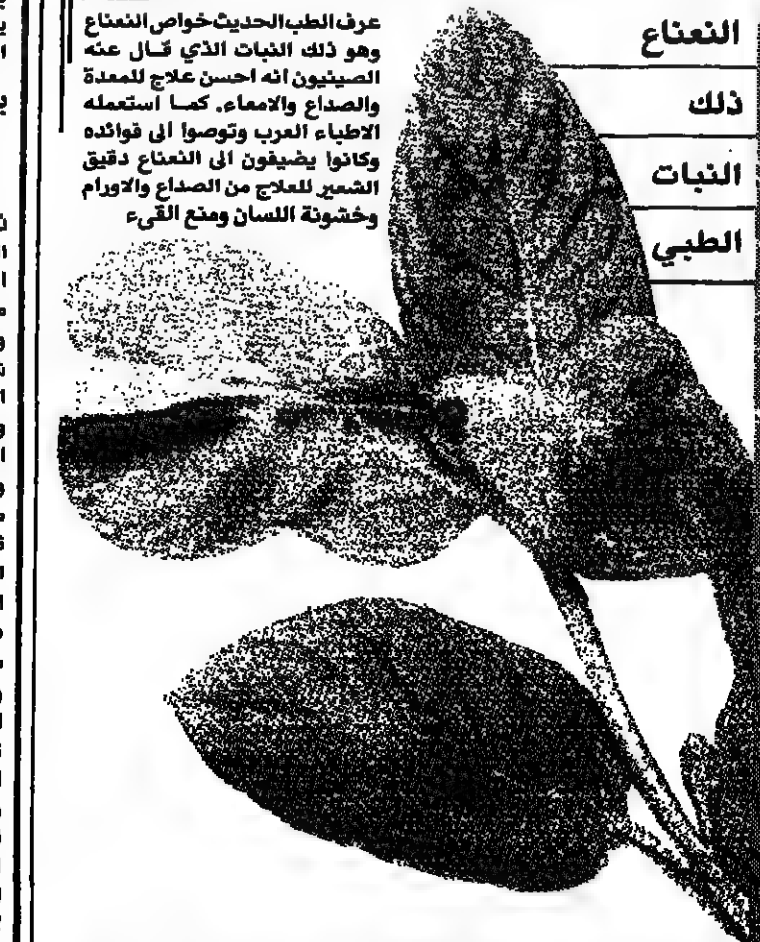 النعناع
ذلك
النبات
الطبي
عرف الطب الحديث خواص النعناع
وهو ذلك النبات الذي قال عنه
الصينيون انه احسن علاج للمعدة
والصداع والامعاء. كما استعمله
الاطباء العرب وتوصوا الى فوائده
وكانوا يضيفون الى النعناع دقيق
الشعير للعلاج من الصداع والاورام
وخشونة اللسان ومنع القيء